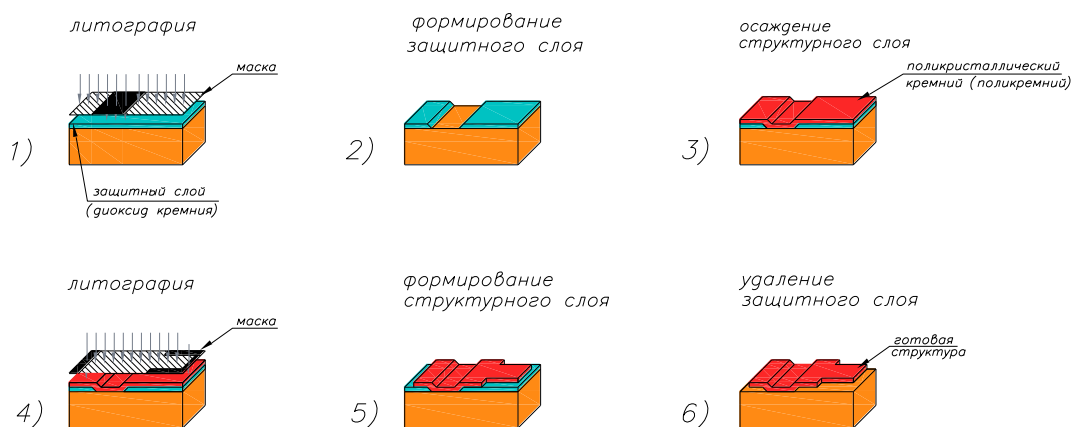 литография
маска
1)
защитный слой
(диоксид кремния)
формирование
защитного слоя
2)
осаждение
структурного слоя
поликристаллический
кремний (поликремний)
3)
литография
маска
4)
формирование
структурного слоя
5)
удаление
защитного слоя
готовая
структура
6)